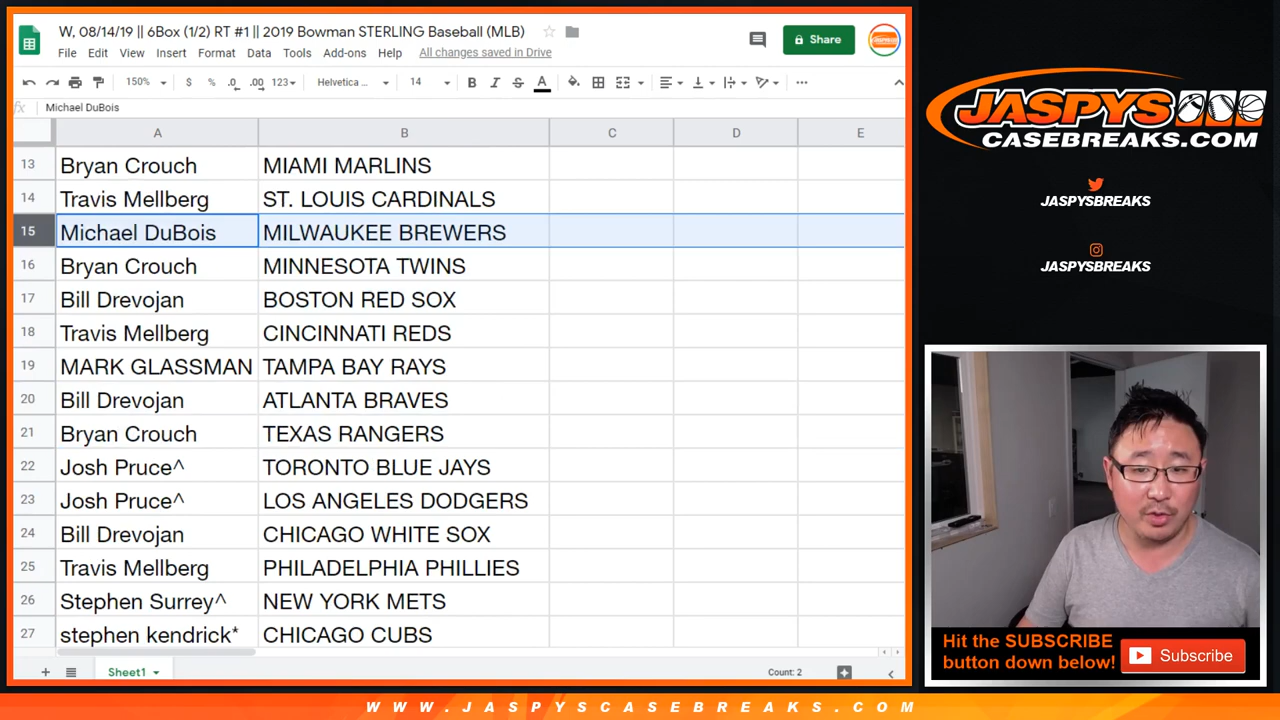 W, 08/14/19 || 6Box (1/2) RT #1 || 2019 Bowman STERLING Baseball (MLB)
File Edit View Insert Format Data Tools Add-ons Help All changes saved in Drive
Share
150% $ % .0 .00 123 Helvetica ... 14 B I S A
fx Michael DuBois
A B C D E
13 Bryan Crouch MIAMI MARLINS
14 Travis Mellberg ST. LOUIS CARDINALS
15 Michael DuBois MILWAUKEE BREWERS
16 Bryan Crouch MINNESOTA TWINS
17 Bill Drevojan BOSTON RED SOX
18 Travis Mellberg CINCINNATI REDS
19 MARK GLASSMAN TAMPA BAY RAYS
20 Bill Drevojan ATLANTA BRAVES
21 Bryan Crouch TEXAS RANGERS
22 Josh Pruce^ TORONTO BLUE JAYS
23 Josh Pruce^ LOS ANGELES DODGERS
24 Bill Drevojan CHICAGO WHITE SOX
25 Travis Mellberg PHILADELPHIA PHILLIES
26 Stephen Surrey^ NEW YORK METS
27 stephen kendrick* CHICAGO CUBS
Sheet1
Count: 2
JASPYS
CASEBREAKS.COM
JASPYSBREAKS
JASPYSBREAKS
Hit the SUBSCRIBE
button down below!
Subscribe
WWW.JASPYSCASEBREAKS.COM